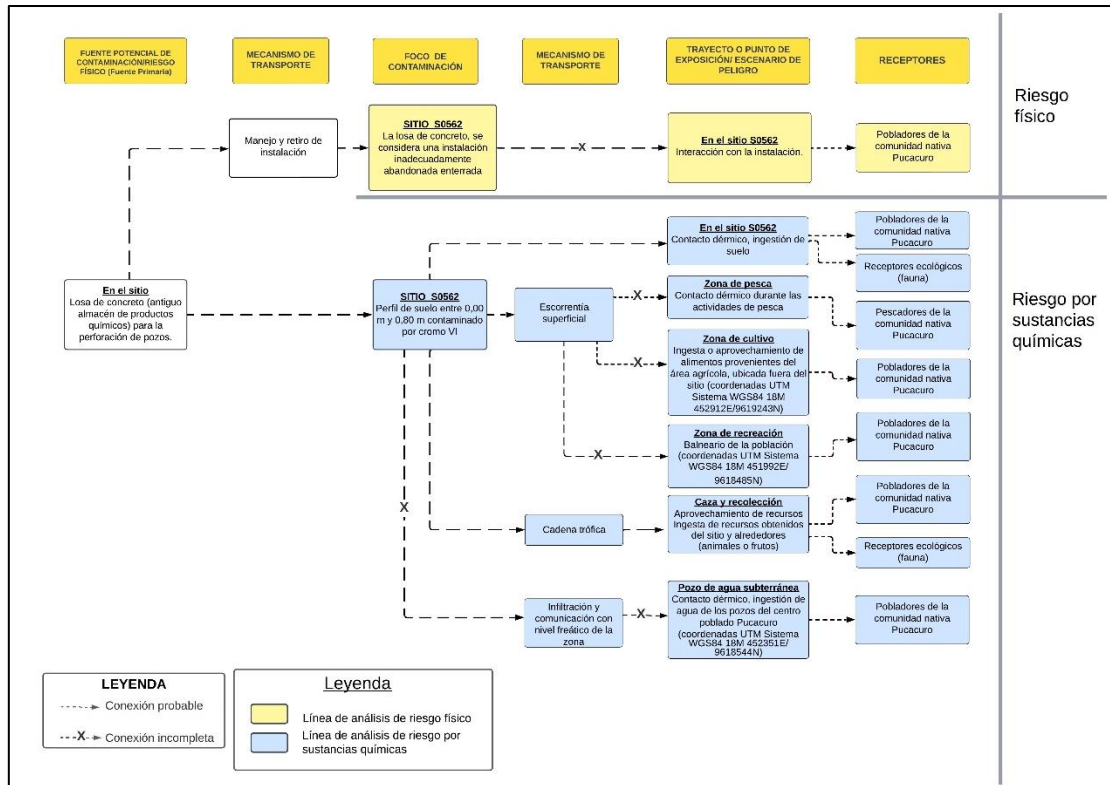 FUENTE POTENCIAL DE
CONTAMINACIÓN/RIESGO
FÍSICO (Fuente Primaria)
MECANISMO DE
TRANSPORTE
FOCO DE
CONTAMINACIÓN
MECANISMO DE
TRANSPORTE
TRAYECTO O PUNTO DE
EXPOSICIÓN/ ESCENARIO DE
PELIGRO
RECEPTORES
Riesgo
físico
Manejo y retiro de
instalación
SITIO S0562
La losa de concreto, se
considera una instalación
inadecuadamente
abandonada enterrada
X
En el sitio S0562
Interacción con la instalación.
Pobladores de la
comunidad nativa
Pucacuro
En el sitio
Losa de concreto (antiguo
almacén de productos
químicos) para la
perforación de pozos.
SITIO S0562
Perfil de suelo entre 0,00
m y 0,80 m contaminado
por cromo VI
En el sitio S0562
Contacto dérmico, ingestión de
suelo
Pobladores de la
comunidad nativa
Pucacuro
Receptores ecológicos
(fauna)
Riesgo por
sustancias
químicas
Escorrentía
superficial
X
Zona de pesca
Contacto dérmico durante las
actividades de pesca
Pescadores de la
comunidad nativa
Pucacuro
X
Zona de cultivo
Ingesta o aprovechamiento de
alimentos provenientes del
área agrícola, ubicada fuera del
sitio (coordenadas UTM
Sistema WGS84 18M
452912E/9619243N)
Pobladores de la
comunidad nativa
Pucacuro
X
Zona de recreación
Balneario de la población
(coordenadas UTM Sistema
WGS84 18M 451992E/
9618485N)
Pobladores de la
comunidad nativa
Pucacuro
X
Cadena trófica
Caza y recolección
Aprovechamiento de recursos
Ingesta de recursos obtenidos
del sitio y alrededores
(animales o frutos)
Pobladores de la
comunidad nativa
Pucacuro
Receptores ecológicos
(fauna)
Infiltración y
comunicación con
nivel freático de la
zona
X
Pozo de agua subterránea
Contacto dérmico, ingestión de
agua de los pozos del centro
poblado Pucacuro
(coordenadas UTM Sistema
WGS84 18M 452351E/
9618544N)
Pobladores de la
comunidad nativa
Pucacuro
LEYENDA
Conexión probable
X Conexión incompleta
Leyenda
Línea de análisis de riesgo físico
Línea de análisis de riesgo por
sustancias químicas